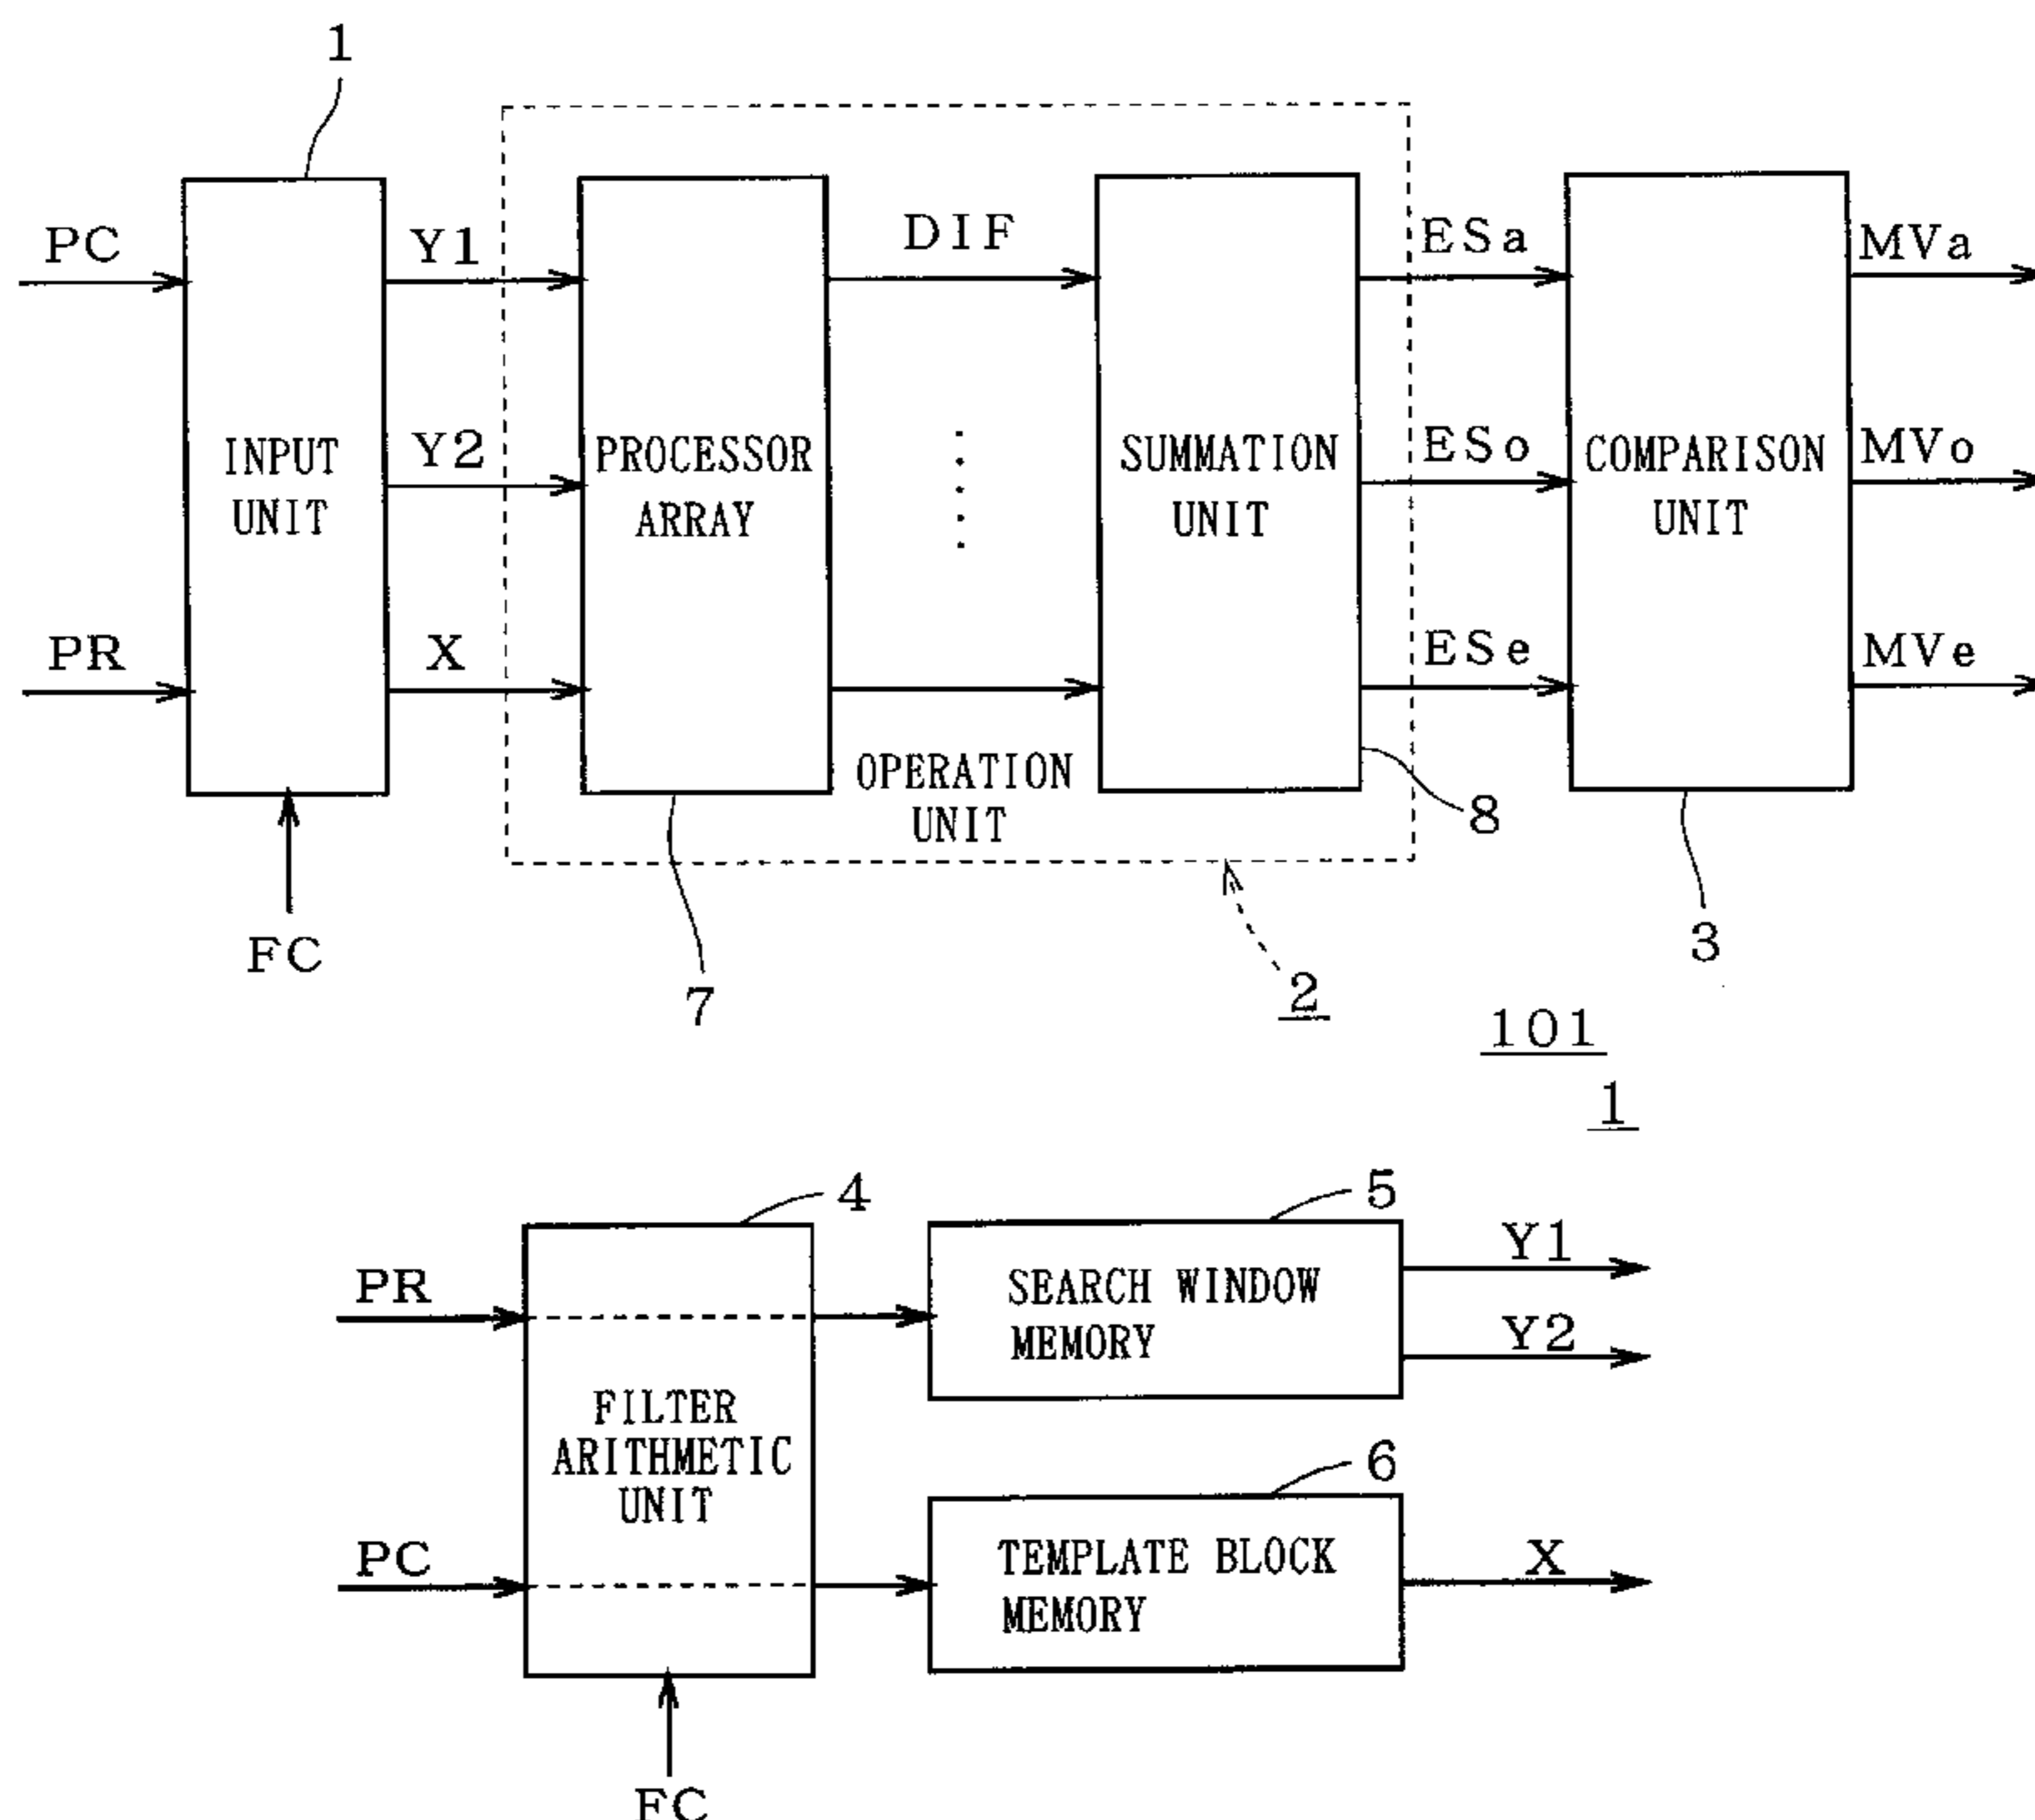 1
PC
Y1
DIF
ESa
MVa
INPUT
UNIT
Y2
PROCESSOR
ARRAY
SUMMATION
UNIT
ESo
COMPARISON
UNIT
MVo
PR
X
ESe
MVe
OPERATION
UNIT
8
FC
7
2
3
101
1
4
5
PR
SEARCH WINDOW
MEMORY
Y1
Y2
FILTER
ARITHMETIC
UNIT
6
PC
TEMPLATE BLOCK
MEMORY
X
FC